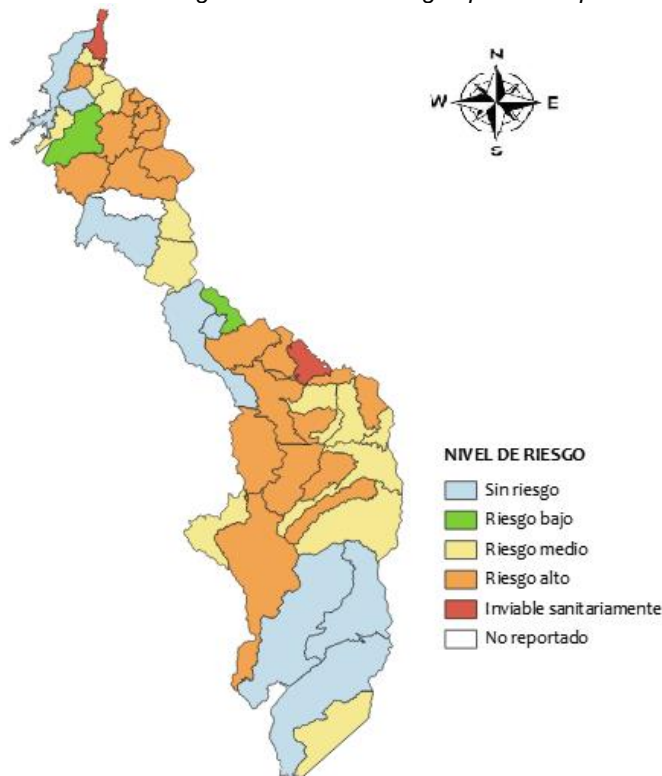 N
W E
S
NIVEL DE RIESGO
Sin riesgo
Riesgo bajo
Riesgo medio
Riesgo alto
Inviable sanitariamente
No reportado